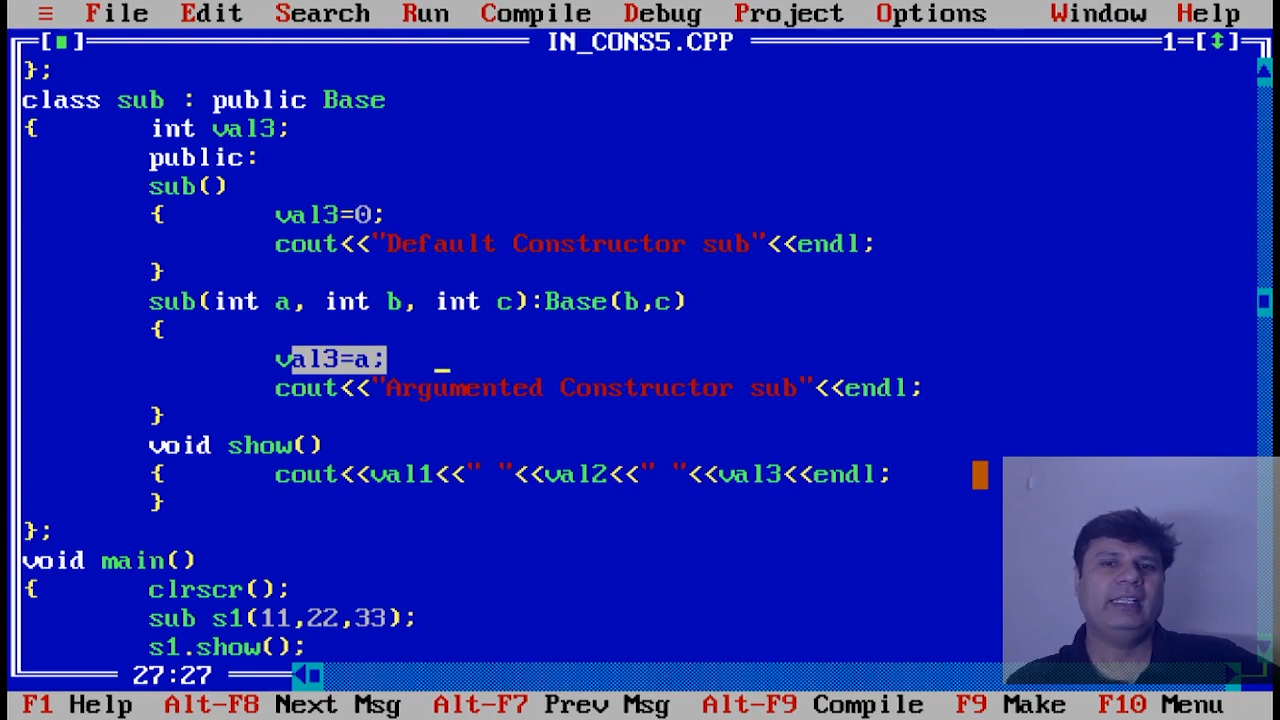 ≡ File Edit Search Run Compile Debug Project Options Window Help
IN_CONS5.CPP 1
};
class sub : public Base
{ int val3;
public:
sub()
{ val3=0;
cout<<"Default Constructor sub"<<endl;
}
sub(int a, int b, int c):Base(b,c)
{
val3=a;
cout<<"Argumented Constructor sub"<<endl;
}
void show()
{ cout<<val1<<" "<<val2<<" "<<val3<<endl;
}
};
void main()
{ clrscr();
sub s1(11,22,33);
s1.show();
27:27
F1 Help Alt-F8 Next Msg Alt-F7 Prev Msg Alt-F9 Compile F9 Make F10 Menu